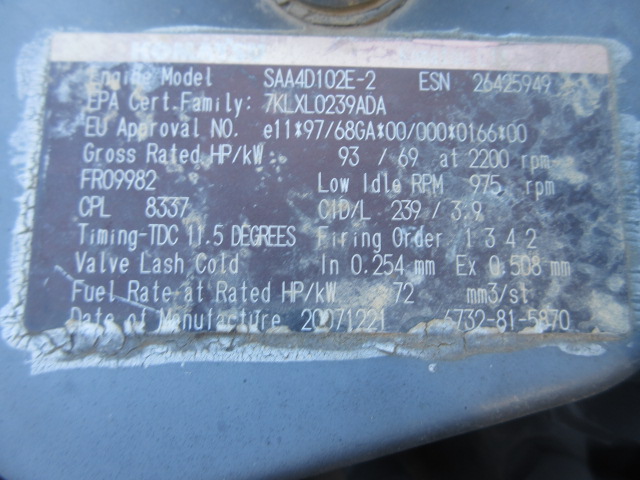 KOMATSU
Engine Model SAA4D102E-2 ESN 26425949
EPA Cert.Family: 7KLXL0239ADA
EU Approval NO. e11*97/68GA*00/000*0166*00
Gross Rated HP/kW 93 / 69 at 2200 rpm
FR09982 Low Idle RPM 975 rpm
CPL 8337 CID/L 239 / 3.9
Timing-TDC 11.5 DEGREES Firing Order 1 3 4 2
Valve Lash Cold In 0.254 mm Ex 0.508 mm
Fuel Rate at Rated HP/kW 72 mm3/st
Date of Manufacture 20071221 6732-81-5870